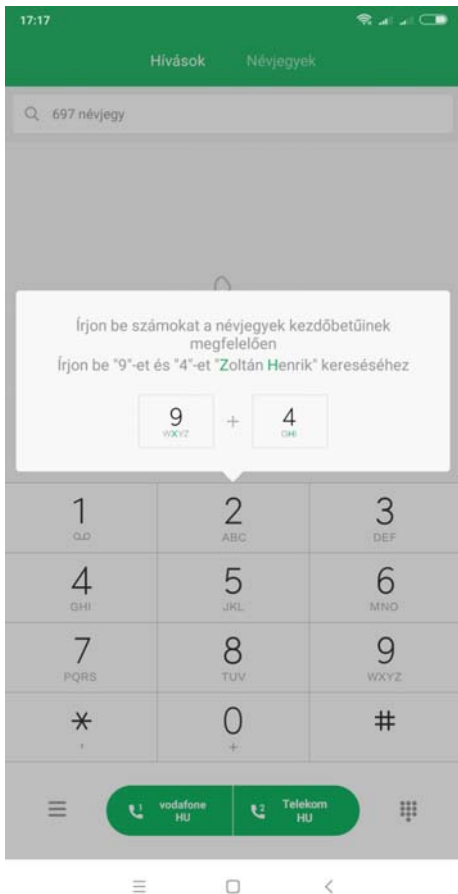 17:17
Hívások Névjegyek
697 névjegy
Írjon be számokat a névjegyek kezdőbetűinek
megfelelően
Írjon be "9"-et és "4"-et "Zoltán Henrik" kereséséhez
9 + 4
WXYZ GHI
1 2 3
ABC DEF
4 5 6
GHI JKL MNO
7 8 9
PQRS TUV WXYZ
* 0 #
, +
1 vodafone HU 2 Telekom HU